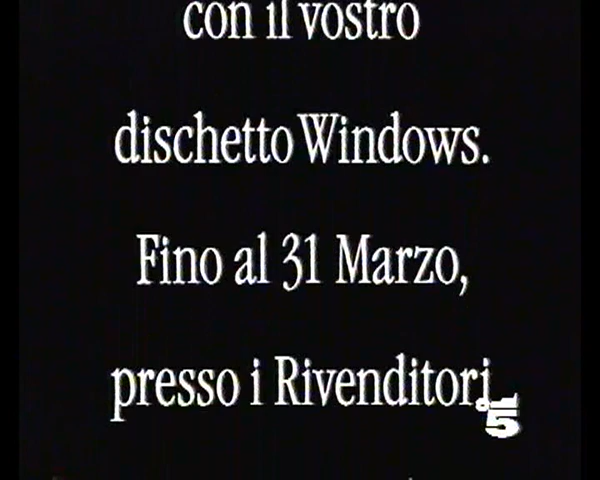 con il vostro
dischetto Windows.
Fino al 31 Marzo,
presso i Rivenditori
5